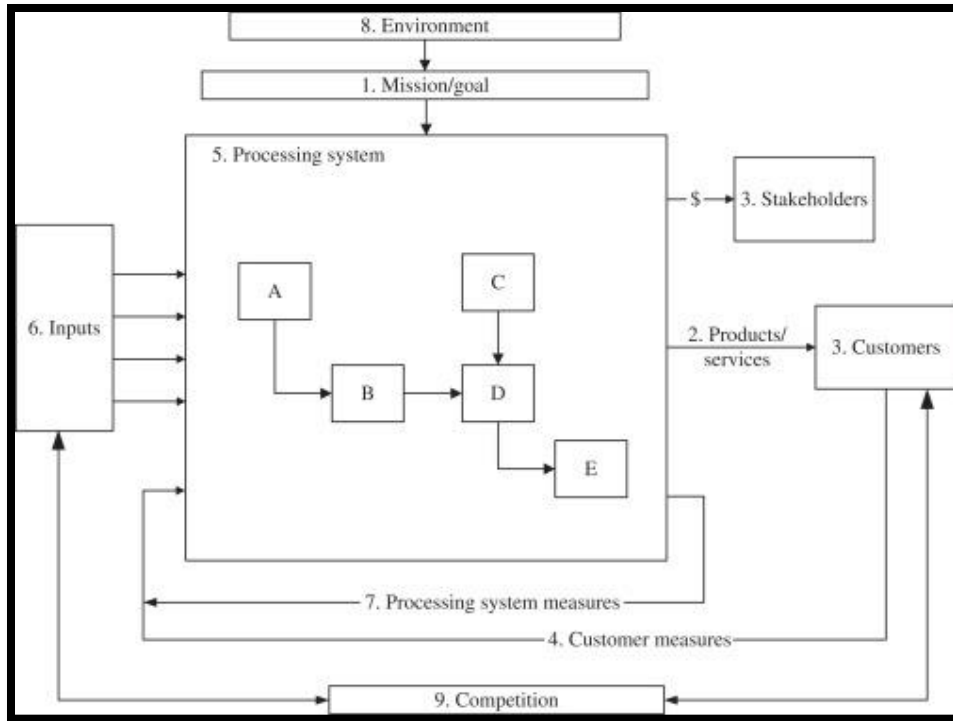 8. Environment
1. Mission/goal
5. Processing system
$
3. Stakeholders
A
C
6. Inputs
2. Products/
services
3. Customers
B
D
E
7. Processing system measures
4. Customer measures
9. Competition